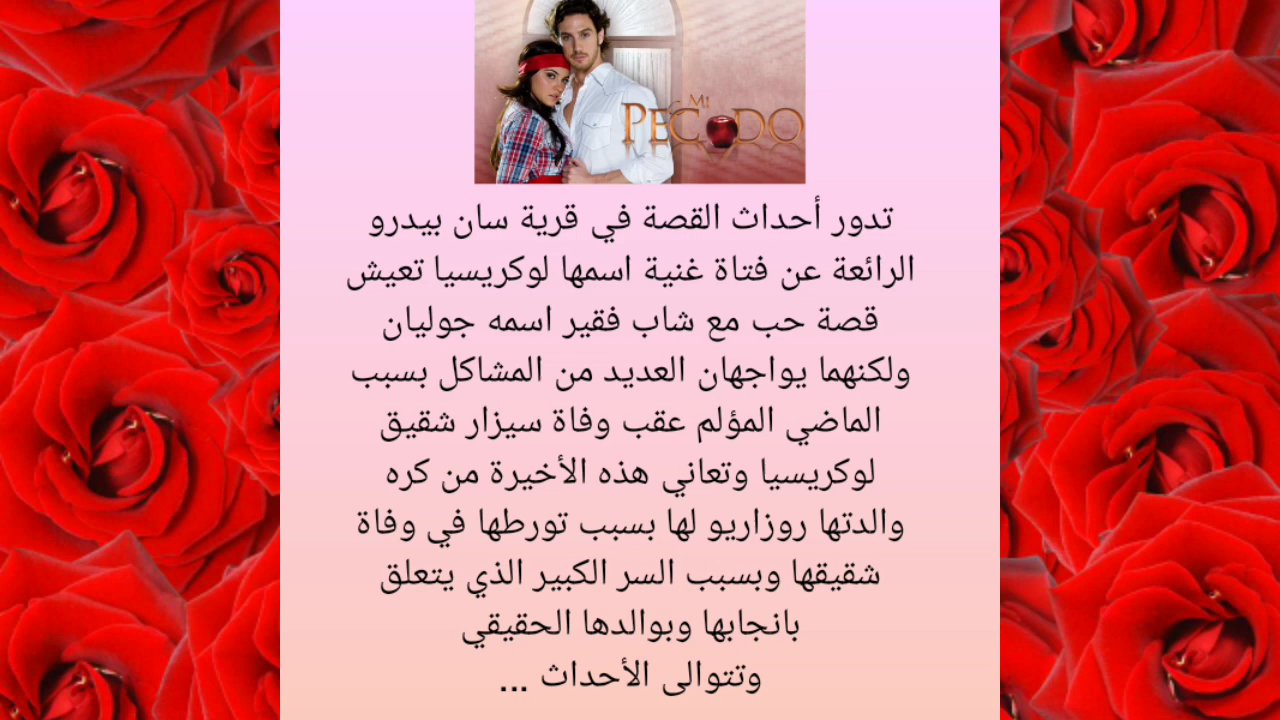 Mi
PECADO
تدور أحداث القصة في قرية سان بيدرو
الرائعة عن فتاة غنية اسمها لوكريسيا تعيش
قصة حب مع شاب فقير اسمه جوليان
ولكنهما يواجهان العديد من المشاكل بسبب
الماضي المؤلم عقب وفاة سيزار شقيق
لوكريسيا وتعاني هذه الأخيرة من كره
والدتها روزاريو لها بسبب تورطها في وفاة
شقيقها وبسبب السر الكبير الذي يتعلق
بانجابها وبوالدها الحقيقي
وتتوالى الأحداث ...